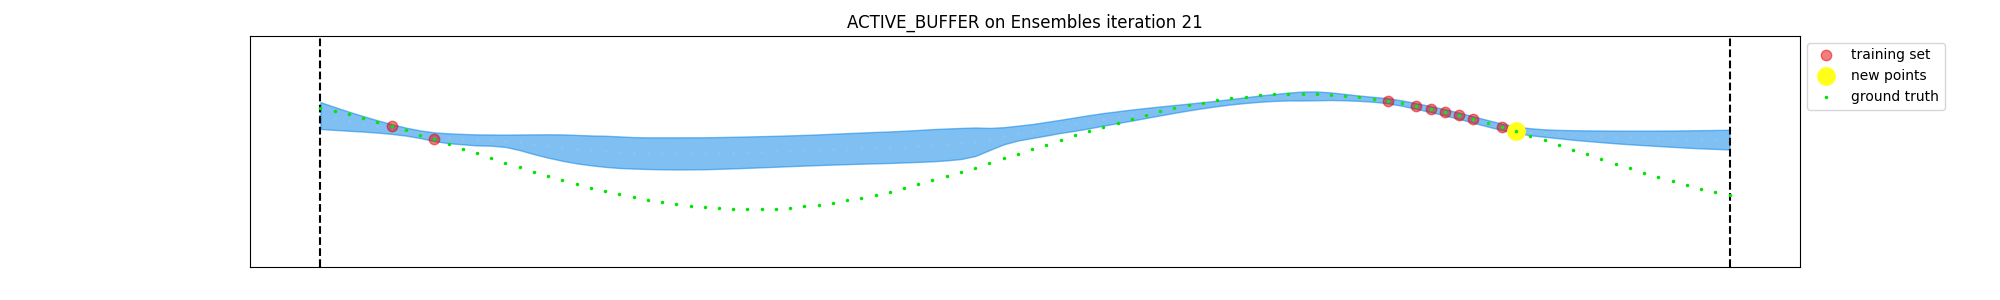 ACTIVE_BUFFER on Ensembles iteration 21
training set
new points
ground truth